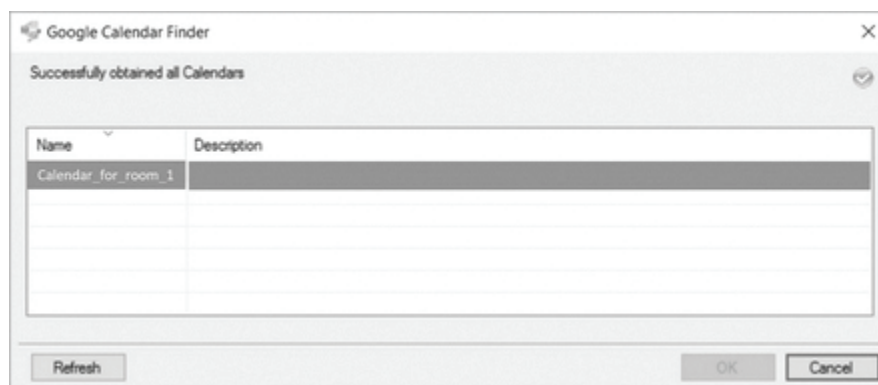 Google Calendar Finder
Successfully obtained all Calendars
Name Description
Calendar_for_room_1
Refresh OK Cancel